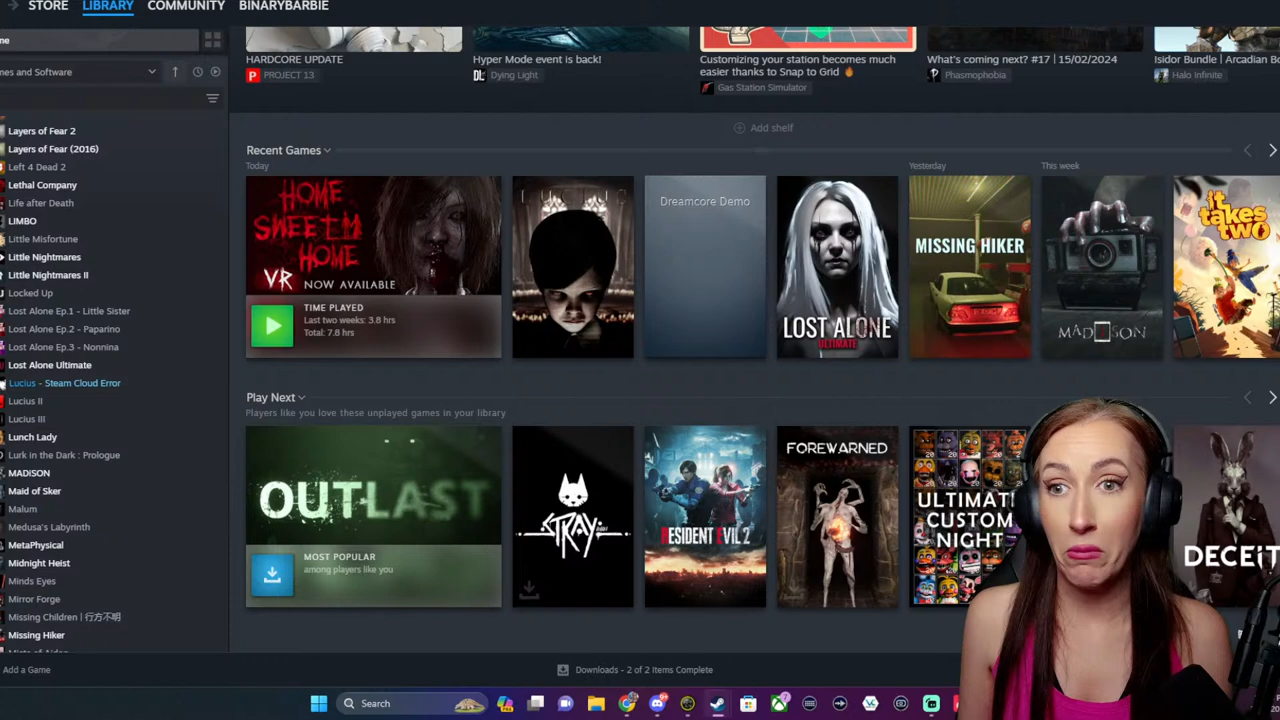 STORE LIBRARY COMMUNITY BINARYBARBIE
me
HARDCORE UPDATE
PROJECT 13
Hyper Mode event is back!
Dying Light
Customizing your station becomes much
easier thanks to Snap to Grid
Gas Station Simulator
What's coming next? #17 | 15/02/2024
Phasmophobia
Isidor Bundle | Arcadian Bo
Halo Infinite
mes and Software
Add shelf
Layers of Fear 2
Layers of Fear (2016)
Left 4 Dead 2
Lethal Company
Life after Death
LIMBO
Little Misfortune
Little Nightmares
Little Nightmares II
Locked Up
Lost Alone Ep.1 - Little Sister
Lost Alone Ep.2 - Paparino
Lost Alone Ep.3 - Nonnina
Lost Alone Ultimate
Lucius - Steam Cloud Error
Lucius II
Lucius III
Lunch Lady
Lurk in the Dark : Prologue
MADiSON
Maid of Sker
Malum
Medusa's Labyrinth
MetaPhysical
Midnight Heist
Minds Eyes
Mirror Forge
Missing Children | 行方不明
Missing Hiker
Add a Game
Recent Games
Today
Yesterday
This week
HOME
SWEET
HOME
VR NOW AVAILABLE
TIME PLAYED
Last two weeks: 3.8 hrs
Total: 7.8 hrs
LUCIUS
Dreamcore Demo
LOST ALONE
ULTIMATE
MISSING HIKER
MADISON
it
takes
two
Play Next
Players like you love these unplayed games in your library
OUTLAST
MOST POPULAR
among players like you
STRAY
RESIDENT EVIL 2
FOREWARNED
ULTIMAT
CUSTOM
NIGHT
DECEIT
Downloads - 2 of 2 Items Complete
Search